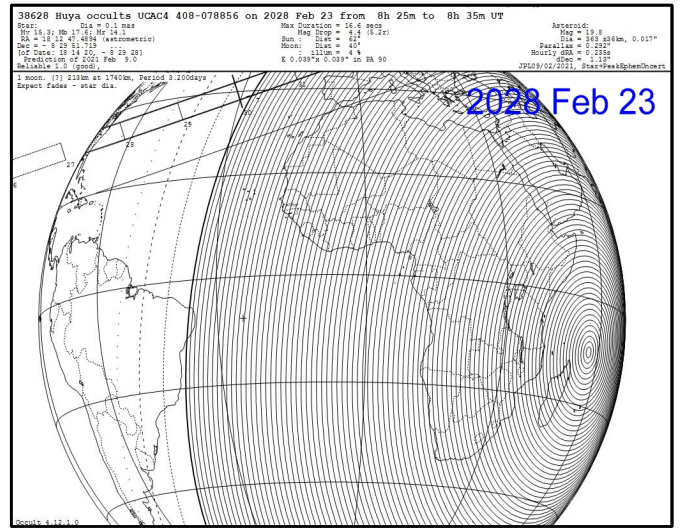 38628 Huya occults UCAC4 408-078856 on 2028 Feb 23 from 8h 25m to 8h 35m UT
Star: Dia = 0.1 mas
Mv 15.3; Mb 17.6; Mr 14.1
RA = 18 12 47.4894 (astrometric)
Dec = - 8 29 51.719 ...
[of Date: 18 14 20, - 8 29 28]
Prediction of 2021 Feb 9.0
Reliable 1.0 (good),
Max Duration = 16.6 secs
Mag Drop = 4.4 (5.2r)
Sun : Dist = 62°
Moon: Dist = 40°
: illum = 4 %
E 0.039"x 0.039" in PA 90
Asteroid:
Mag = 19.8
Dia = 363 ±36km, 0.017"
Parallax = 0.292"
Hourly dRA = 0.235s
dDec = 1.13"
JPL09/02/2021, Star+PeakEphemUncert
1 moon. {?} 213km at 1740km, Period 3.200days
Expect fades - star dia.
2028 Feb 23
31
30
29
28
27
6
Occult 4.12.1.0